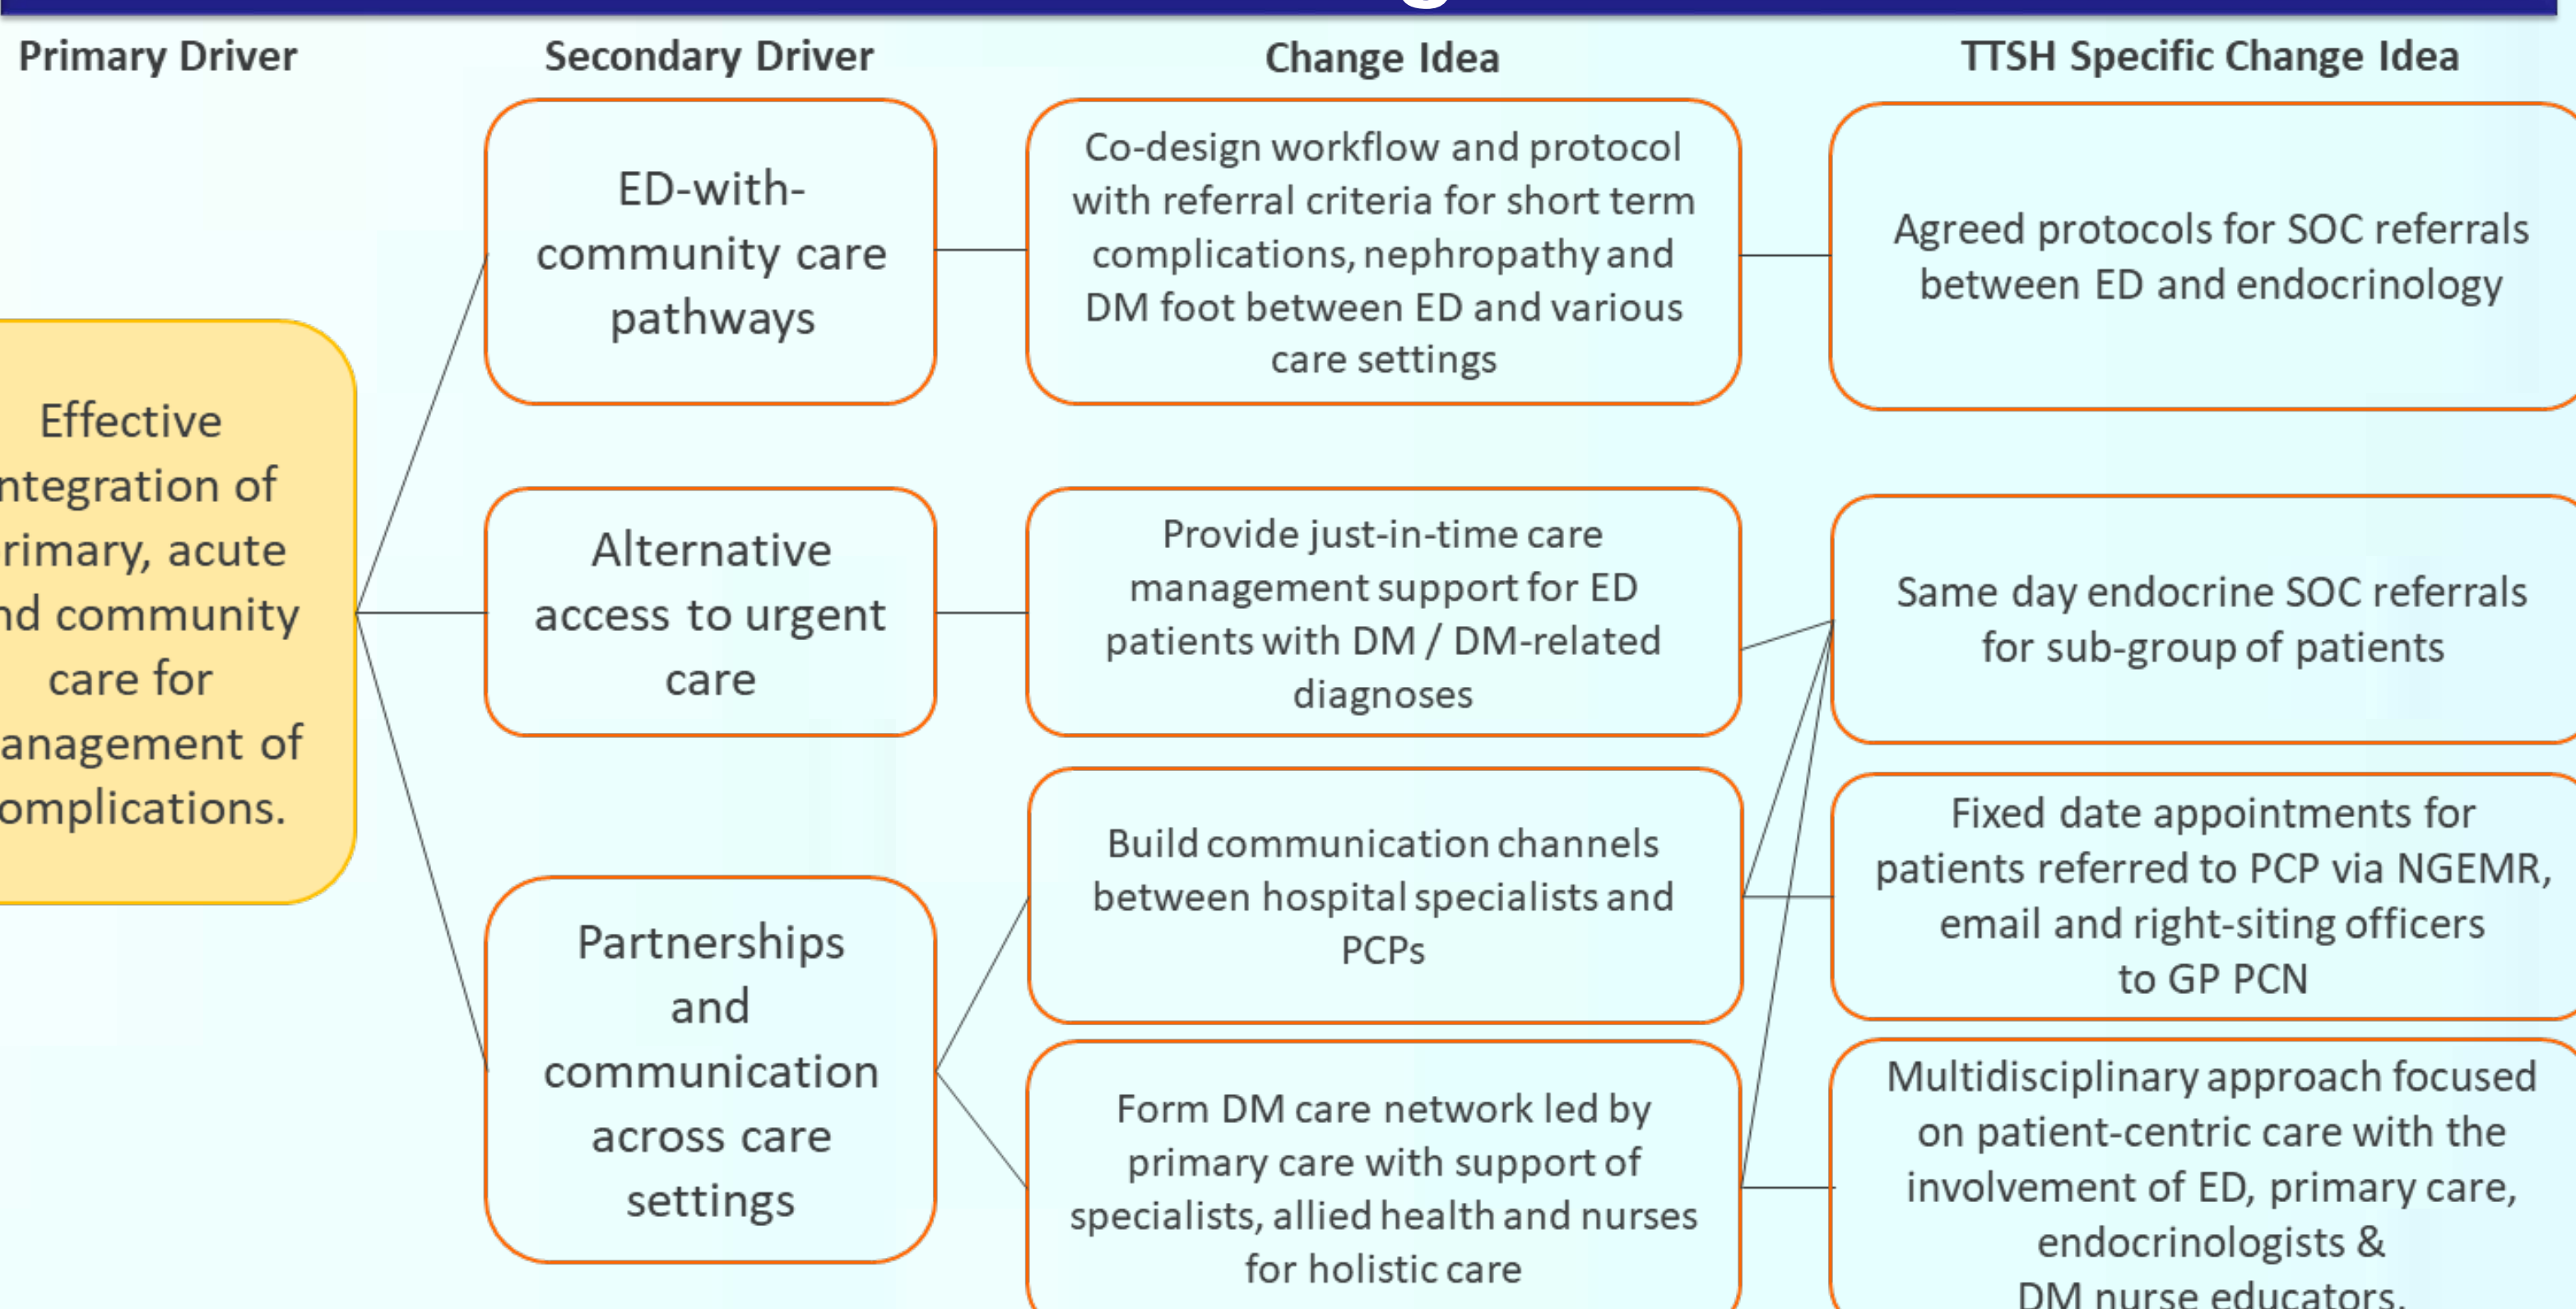 Primary Driver
Secondary Driver
Change Idea
TTSH Specific Change Idea
Effective
ntegration of
rimary, acute
nd community
care for
anagement of
omplications.
ED-with-
community care
pathways
Co-design workflow and protocol
with referral criteria for short term
complications, nephropathy and
DM foot between ED and various
care settings
Agreed protocols for SOC referrals
between ED and endocrinology
Alternative
access to urgent
care
Provide just-in-time care
management support for ED
patients with DM / DM-related
diagnoses
Same day endocrine SOC referrals
for sub-group of patients
Partnerships
and
communication
across care
settings
Build communication channels
between hospital specialists and
PCPs
Fixed date appointments for
patients referred to PCP via NGEMR,
email and right-siting officers
to GP PCN
Form DM care network led by
primary care with support of
specialists, allied health and nurses
for holistic care
Multidisciplinary approach focused
on patient-centric care with the
involvement of ED, primary care,
endocrinologists &
DM nurse educators.